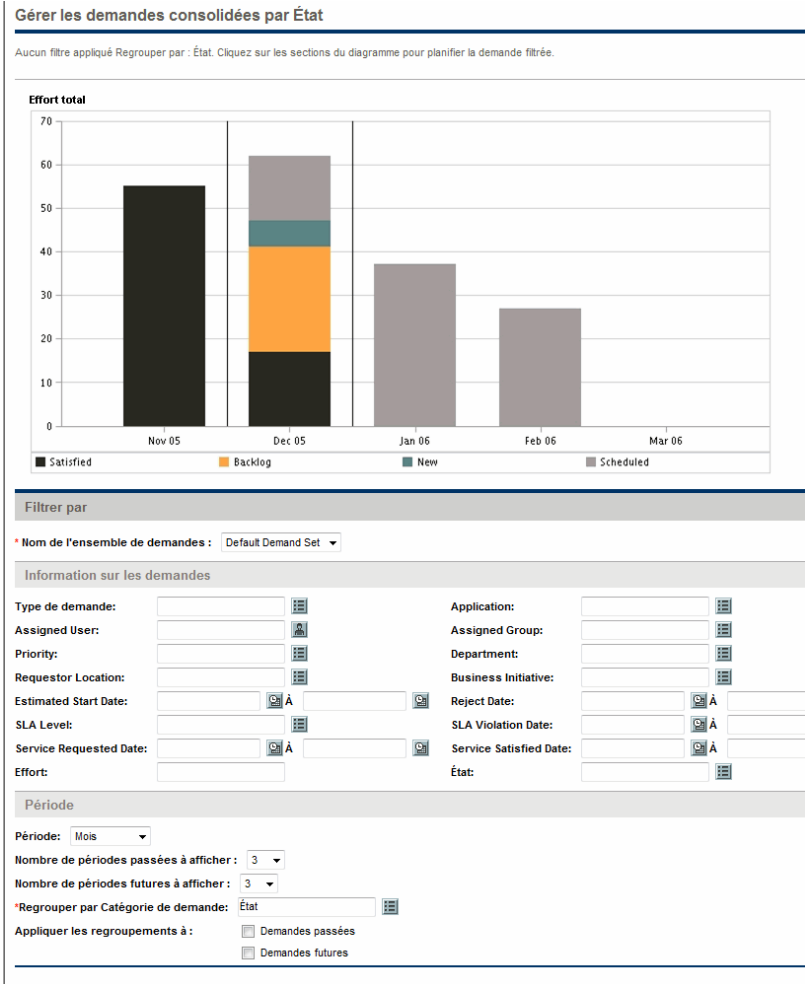 Gérer les demandes consolidées par État
Aucun filtre appliqué Regrouper par : État. Cliquez sur les sections du diagramme pour planifier la demande filtrée.
Effort total
70
60
50
40
30
20
10
0
Nov 05 Dec 05 Jan 06 Feb 06 Mar 06
Satisfied Backlog New Scheduled
Filtrer par
* Nom de l'ensemble de demandes : Default Demand Set
Information sur les demandes
Type de demande: Application:
Assigned User: Assigned Group:
Priority: Department:
Requestor Location: Business Initiative:
Estimated Start Date: À Reject Date: À
SLA Level: SLA Violation Date: À
Service Requested Date: À Service Satisfied Date: À
Effort: État:
Période
Période: Mois
Nombre de périodes passées à afficher : 3
Nombre de périodes futures à afficher : 3
*Regrouper par Catégorie de demande: État
Appliquer les regroupements à : Demandes passées
Demandes futures